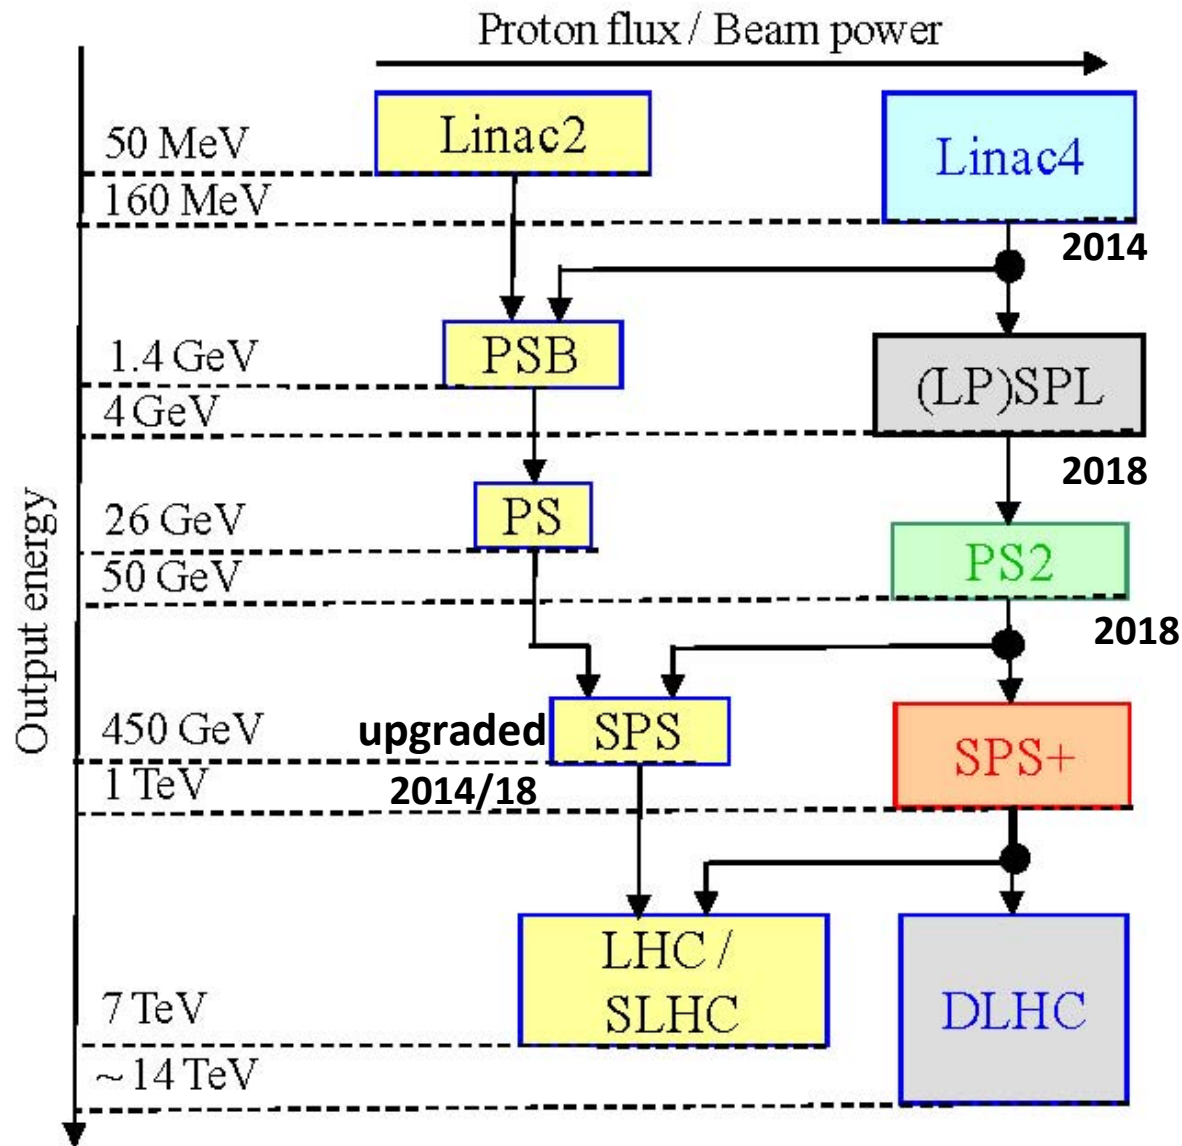 Proton flux / Beam power
Output energy
50 MeV
Linac2
Linac4
160 MeV
2014
1.4 GeV
PSB
(LP)SPL
4 GeV
2018
26 GeV
PS
PS2
50 GeV
2018
450 GeV
upgraded
SPS
SPS+
1 TeV
2014/18
LHC /
SLHC
DLHC
7 TeV
~14 TeV